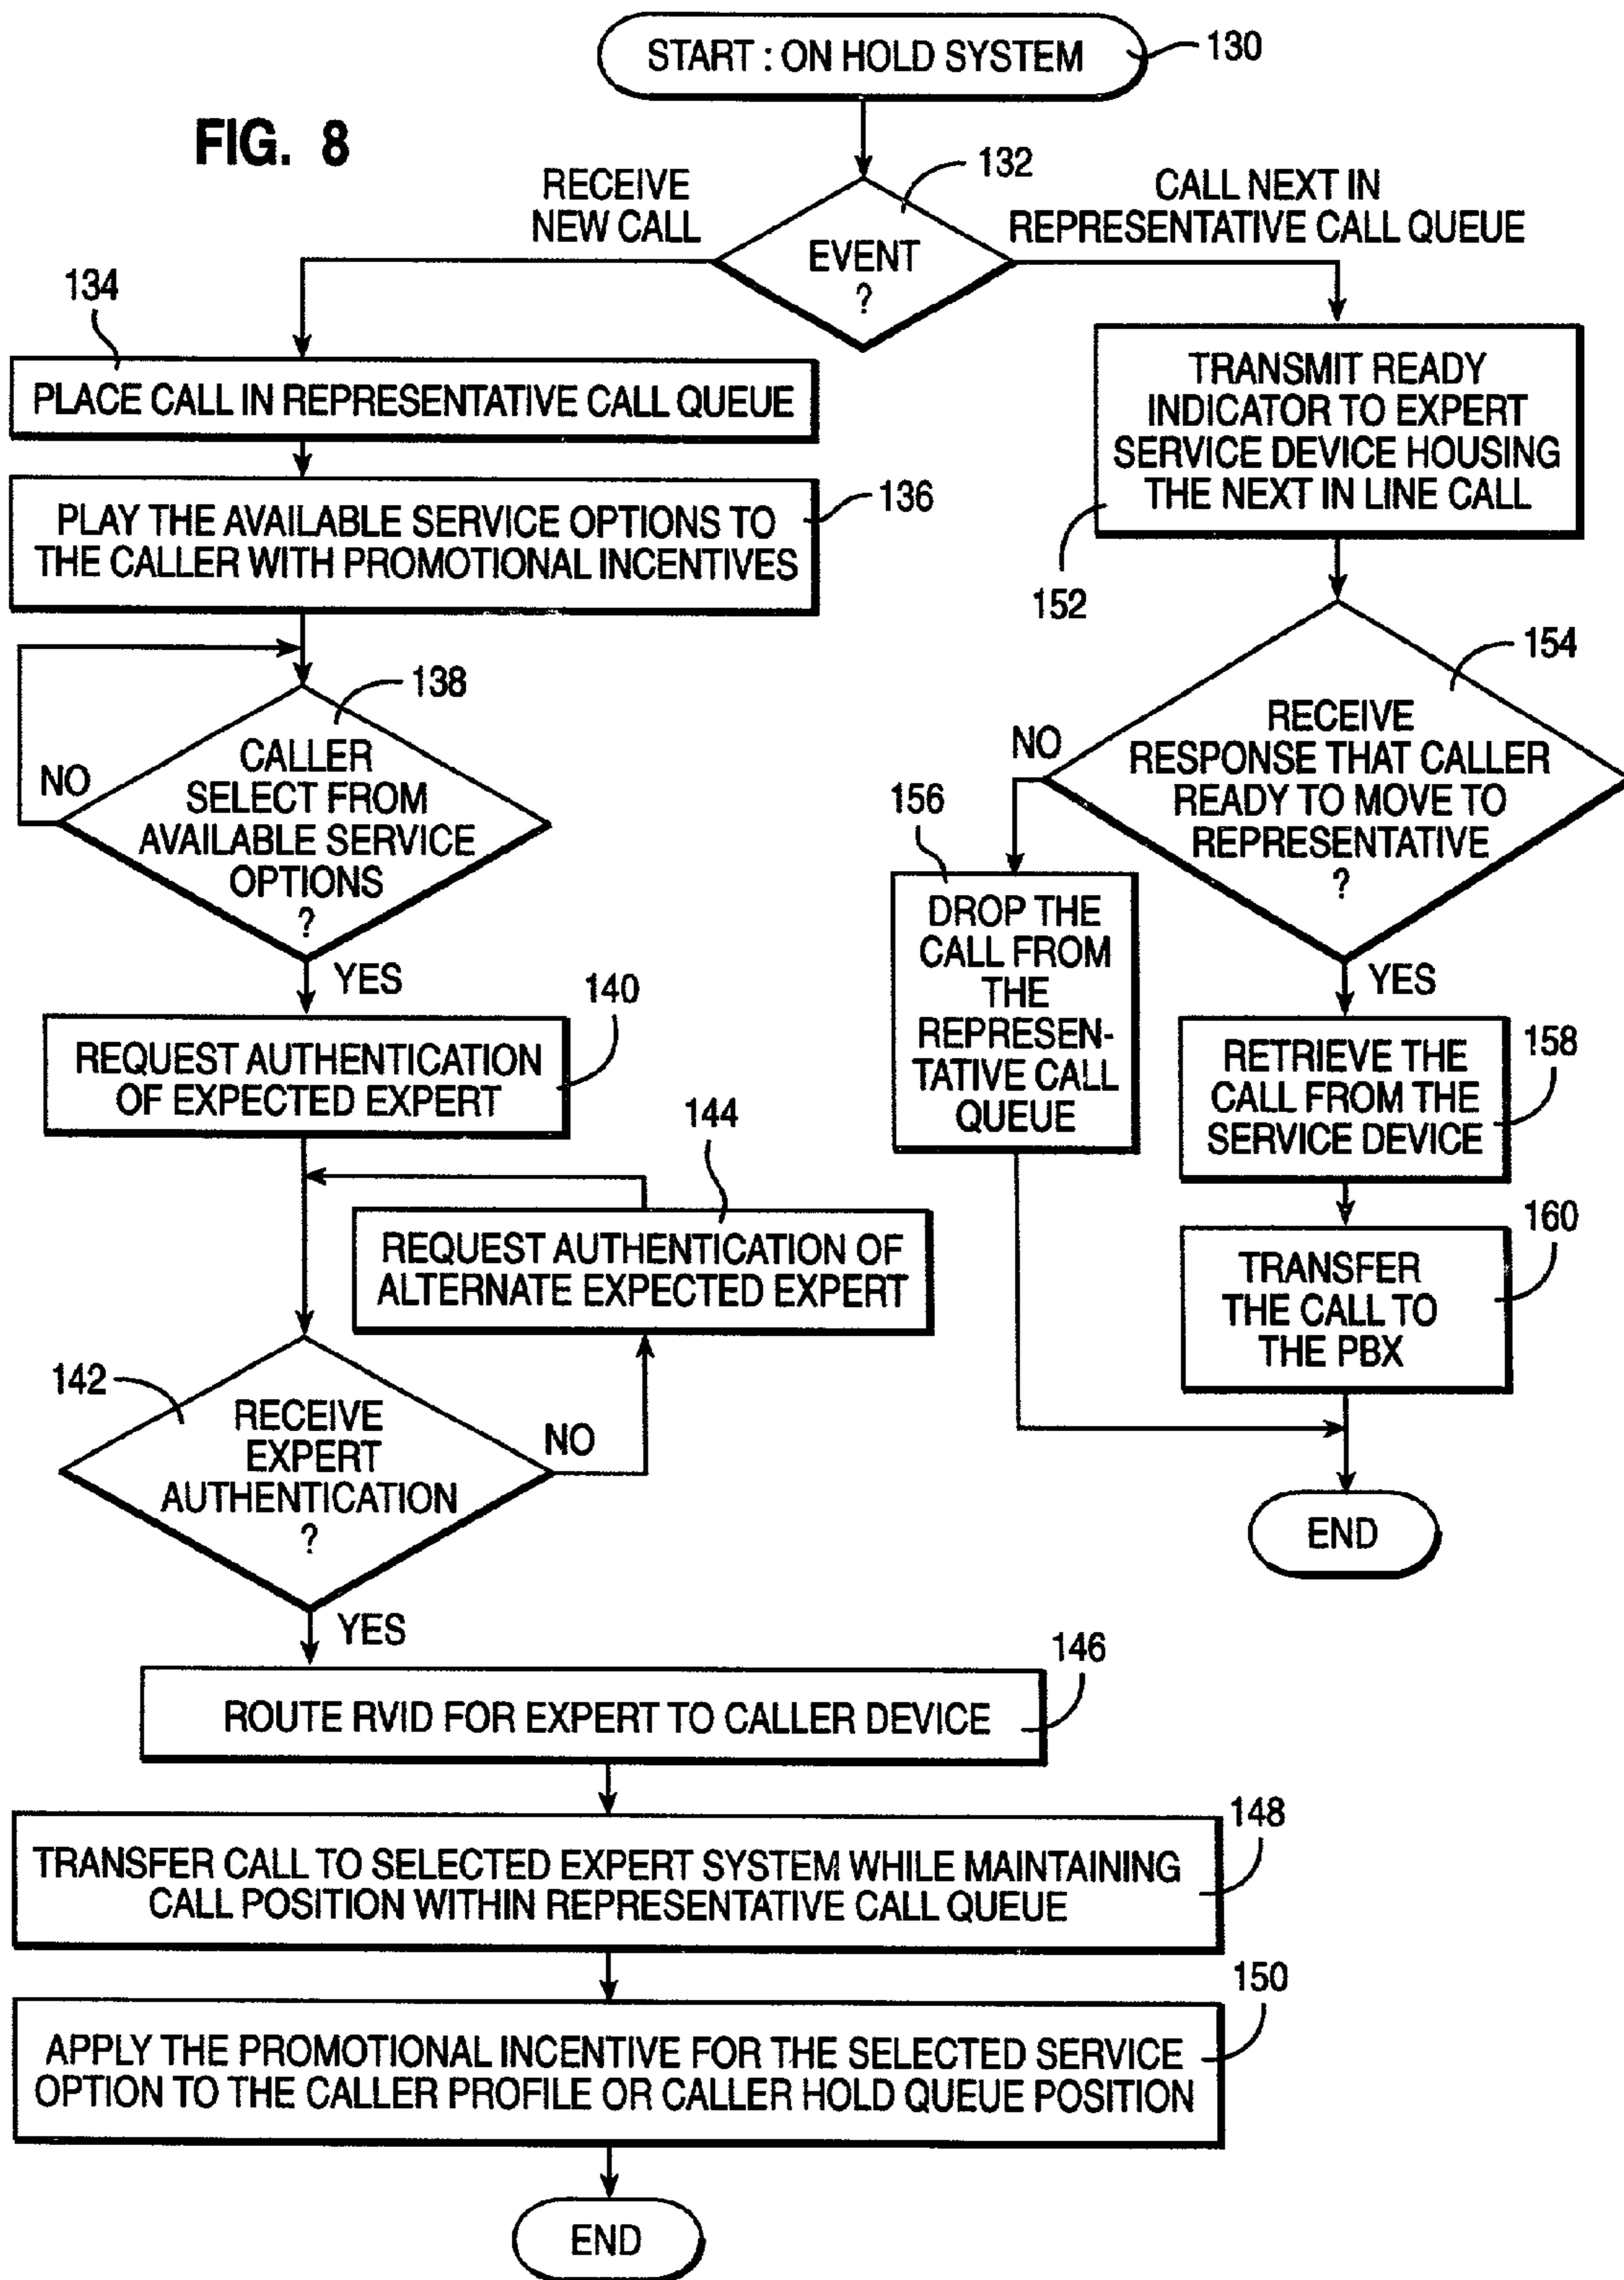 START : ON HOLD SYSTEM
130
FIG. 8
132
RECEIVE
NEW CALL
CALL NEXT IN
REPRESENTATIVE CALL QUEUE
EVENT
?
134
PLACE CALL IN REPRESENTATIVE CALL QUEUE
136
PLAY THE AVAILABLE SERVICE OPTIONS TO
THE CALLER WITH PROMOTIONAL INCENTIVES
138
NO
CALLER
SELECT FROM
AVAILABLE SERVICE
OPTIONS
?
YES
140
REQUEST AUTHENTICATION
OF EXPECTED EXPERT
144
REQUEST AUTHENTICATION OF
ALTERNATE EXPECTED EXPERT
142
RECEIVE
EXPERT
AUTHENTICATION
?
NO
YES
146
ROUTE RVID FOR EXPERT TO CALLER DEVICE
148
TRANSFER CALL TO SELECTED EXPERT SYSTEM WHILE MAINTAINING
CALL POSITION WITHIN REPRESENTATIVE CALL QUEUE
150
APPLY THE PROMOTIONAL INCENTIVE FOR THE SELECTED SERVICE
OPTION TO THE CALLER PROFILE OR CALLER HOLD QUEUE POSITION
END
TRANSMIT READY
INDICATOR TO EXPERT
SERVICE DEVICE HOUSING
THE NEXT IN LINE CALL
152
154
RECEIVE
RESPONSE THAT CALLER
READY TO MOVE TO
REPRESENTATIVE
?
NO
156
DROP THE
CALL FROM
THE
REPRESEN-
TATIVE CALL
QUEUE
YES
158
RETRIEVE THE
CALL FROM THE
SERVICE DEVICE
160
TRANSFER
THE CALL TO
THE PBX
END